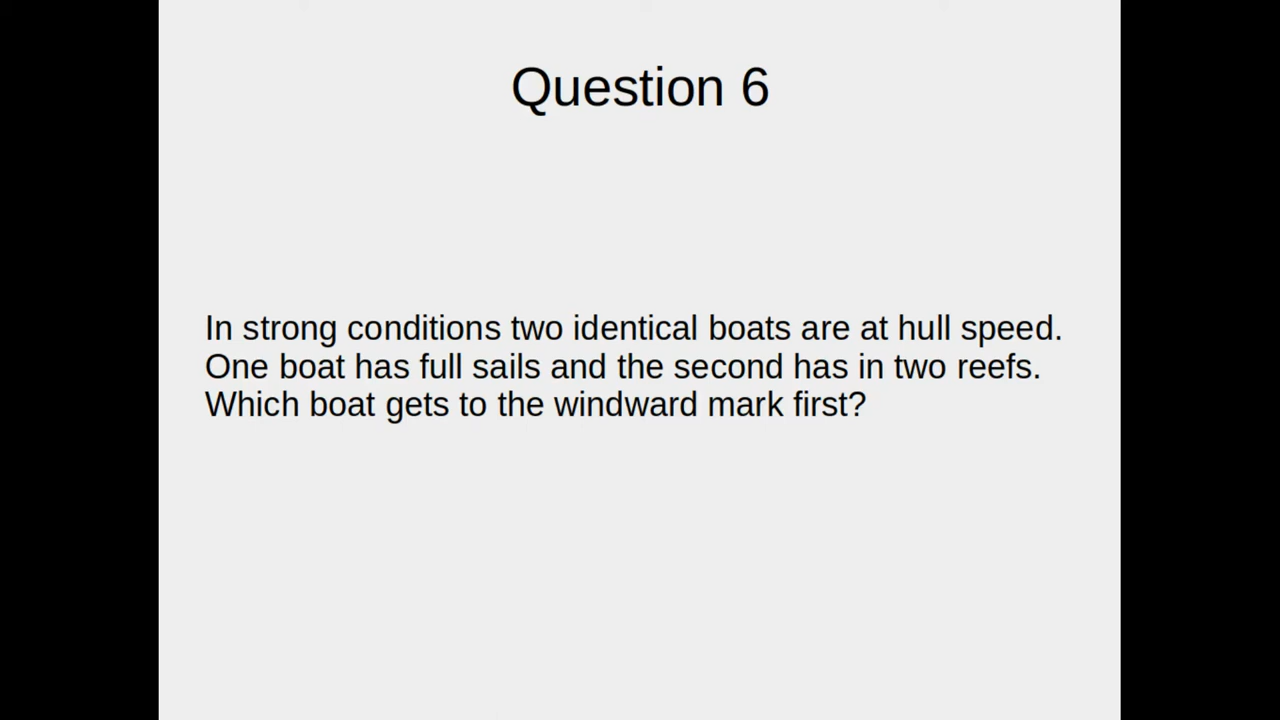 Question 6
In strong conditions two identical boats are at hull speed.
One boat has full sails and the second has in two reefs.
Which boat gets to the windward mark first?